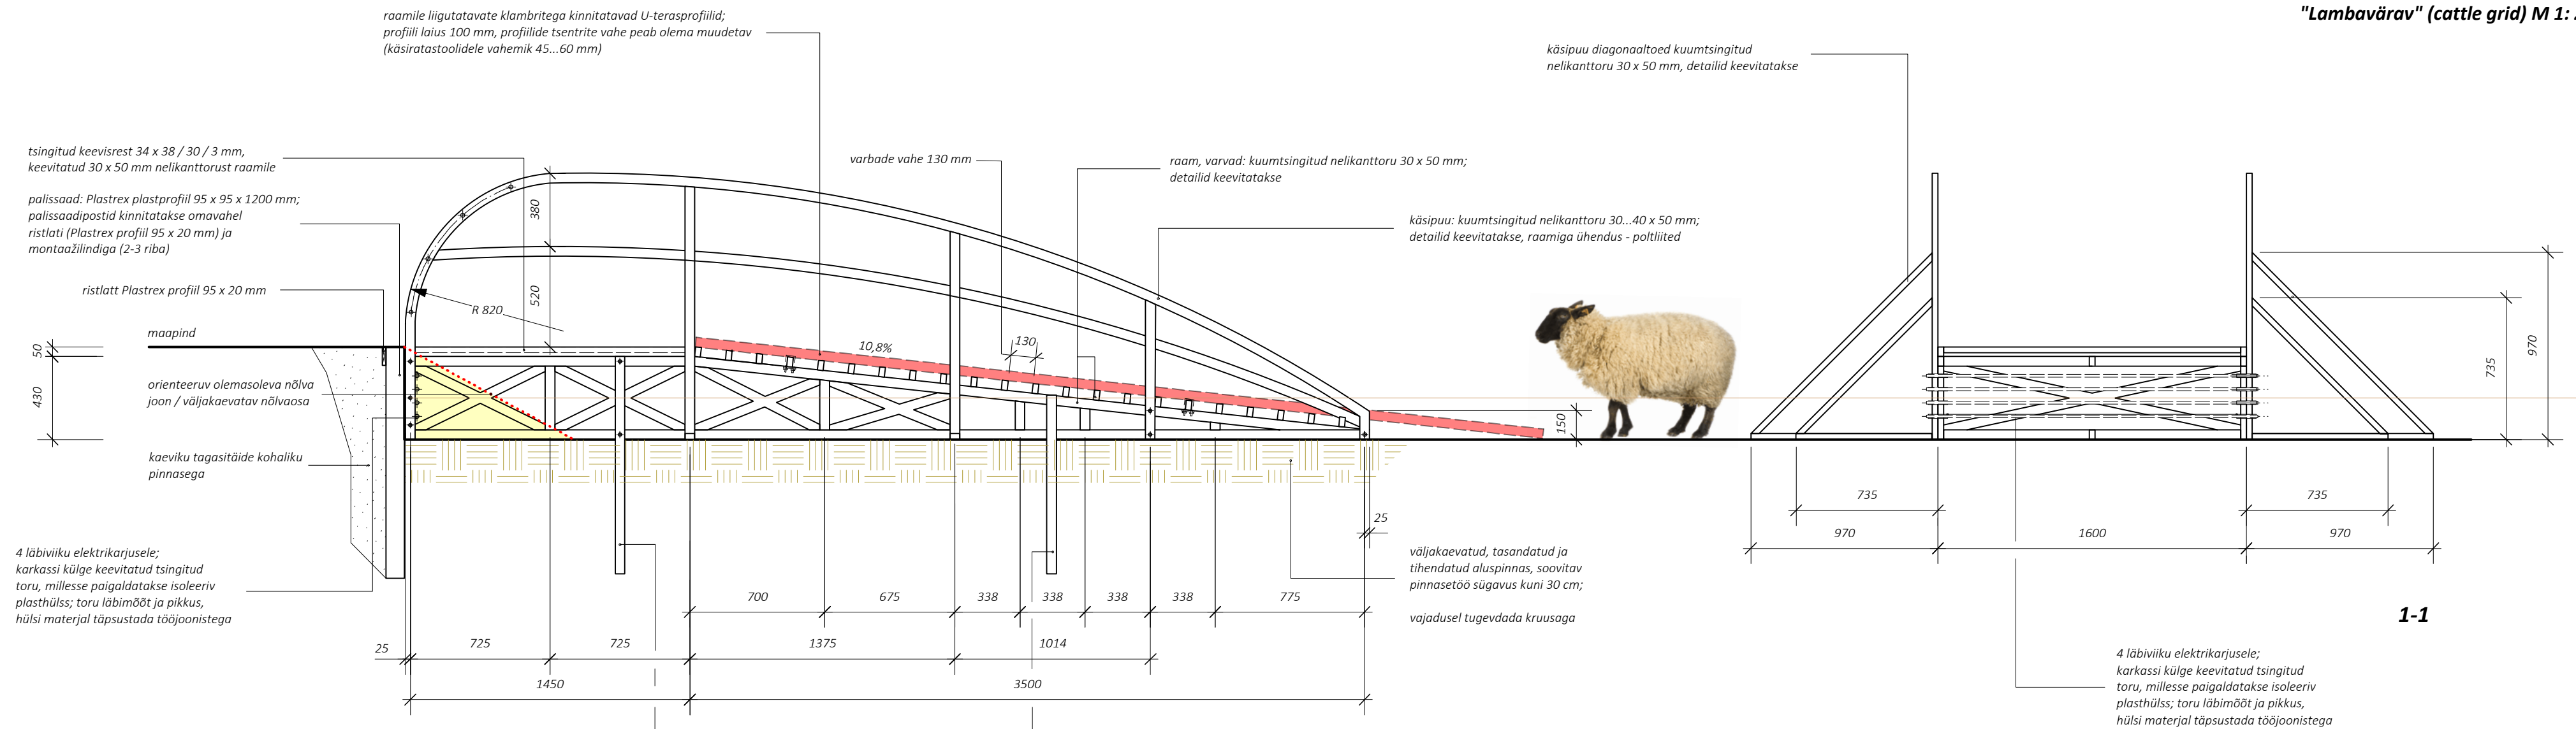 "Lambavärav" (cattle grid) M 1:
raamile liigutatavate klambritega kinnitatavad U-terasprofiilid;
profiili laius 100 mm, profiilide tsentrite vahe peab olema muudetav
(käsiratastoolidele vahemik 45...60 mm)
käsipuu diagonaaltoed kuumtsingitud
nelikanttoru 30 x 50 mm, detailid keevitatakse
tsingitud keevisrest 34 x 38 / 30 / 3 mm,
keevitatud 30 x 50 mm nelikanttorust raamile
varbade vahe 130 mm
raam, varvad: kuumtsingitud nelikanttoru 30 x 50 mm;
detailid keevitatakse
palissaad: Plastrex plastprofiil 95 x 95 x 1200 mm;
palissaadipostid kinnitatakse omavahel
ristlati (Plastrex profiil 95 x 20 mm) ja
montaažilindiga (2-3 riba)
käsipuu: kuumtsingitud nelikanttoru 30...40 x 50 mm;
detailid keevitatakse, raamiga ühendus - poltliited
ristlatt Plastrex profiil 95 x 20 mm
maapind
380
520
R 820
10,8%
130
50
430
150
735
970
orienteeruv olemasoleva nõlva
joon / väljakaevatav nõlvaosa
kaeviku tagasitäide kohaliku
pinnasega
4 läbiviiku elektrikarjusele;
karkassi külge keevitatud tsingitud
toru, millesse paigaldatakse isoleeriv
plasthülss; toru läbimõõt ja pikkus,
hülsi materjal täpsustada tööjoonistega
25
väljakaevatud, tasandatud ja
tihendatud aluspinnas, soovitav
pinnasetöö sügavus kuni 30 cm;
vajadusel tugevdada kruusaga
700
675
338
338
338
338
775
25
725
725
1375
1014
1450
3500
735
735
970
1600
970
1-1
4 läbiviiku elektrikarjusele;
karkassi külge keevitatud tsingitud
toru, millesse paigaldatakse isoleeriv
plasthülss; toru läbimõõt ja pikkus,
hülsi materjal täpsustada tööjoonistega